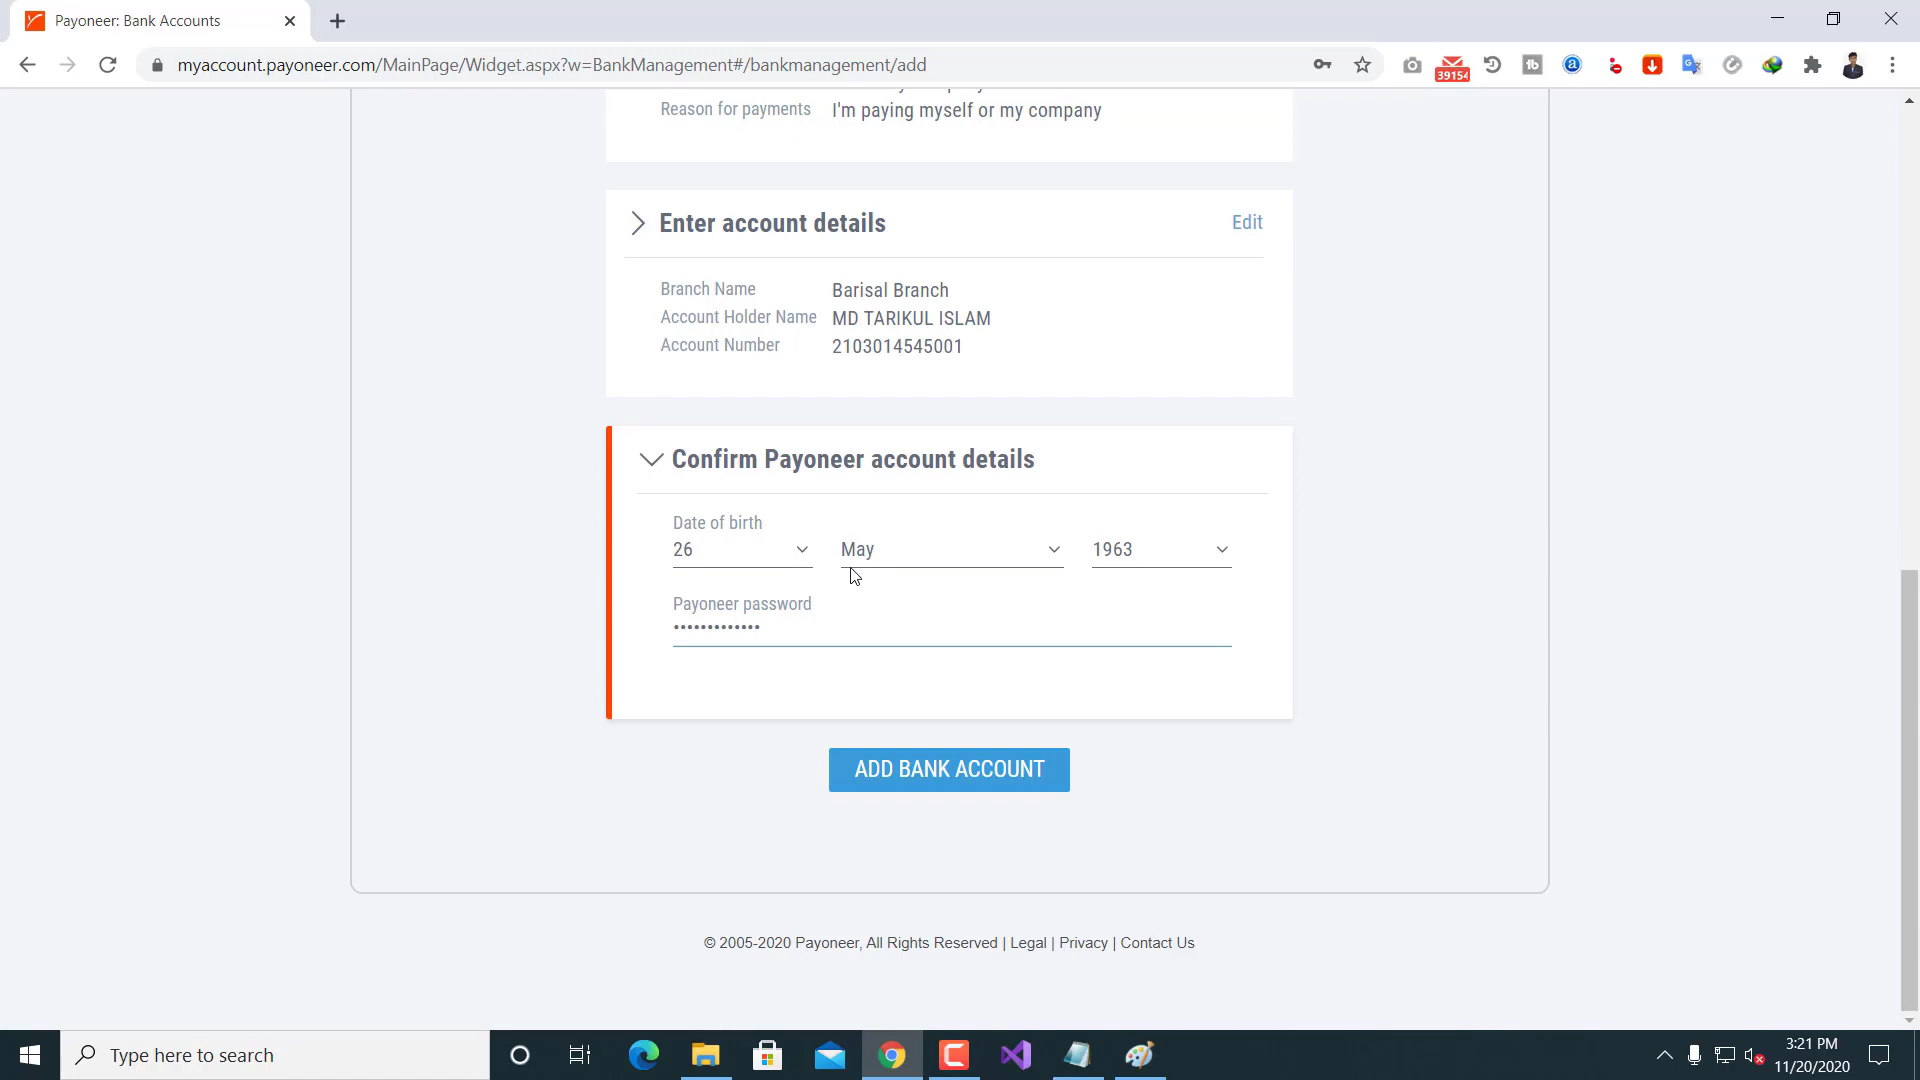 Payoneer: Bank Accounts
myaccount.payoneer.com/MainPage/Widget.aspx?w=BankManagement#/bankmanagement/add
39154
Reason for payments I'm paying myself or my company
Enter account details Edit
Branch Name Barisal Branch
Account Holder Name MD TARIKUL ISLAM
Account Number 2103014545001
Confirm Payoneer account details
Date of birth
26 May 1963
Payoneer password
•••••••••••••
ADD BANK ACCOUNT
© 2005-2020 Payoneer, All Rights Reserved | Legal | Privacy | Contact Us
Type here to search
3:21 PM
11/20/2020